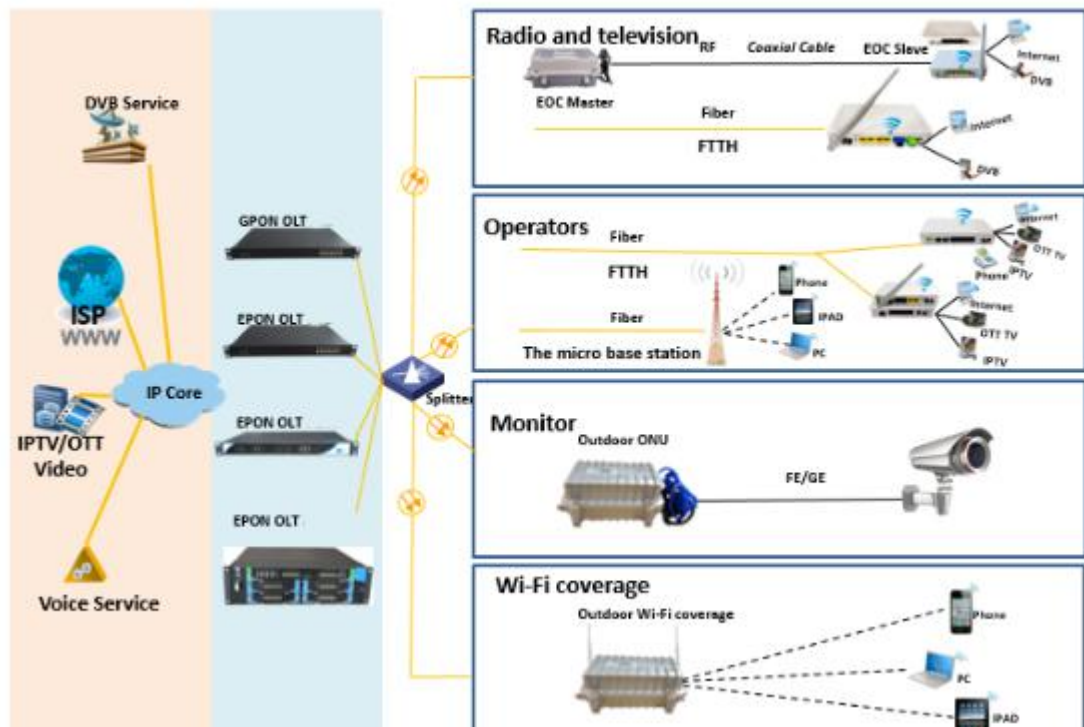 DVB Service
ISP
WWW
IP Core
IPTV/OTT
Video
Voice Service
GPON OLT
EPON OLT
EPON OLT
EPON OLT
Splitter
Radio and television
RF
Coaxial Cable
EOC Slave
EOC Master
Internet
DVB
Fiber
FTTH
Internet
DVB
Operators
Fiber
FTTH
Internet
OTT TV
IPTV
Phone
Fiber
The micro base station
Phone
IPAD
PC
Internet
OTT TV
IPTV
Monitor
Outdoor ONU
FE/GE
Wi-Fi coverage
Outdoor Wi-Fi coverage
Phone
PC
IPAD